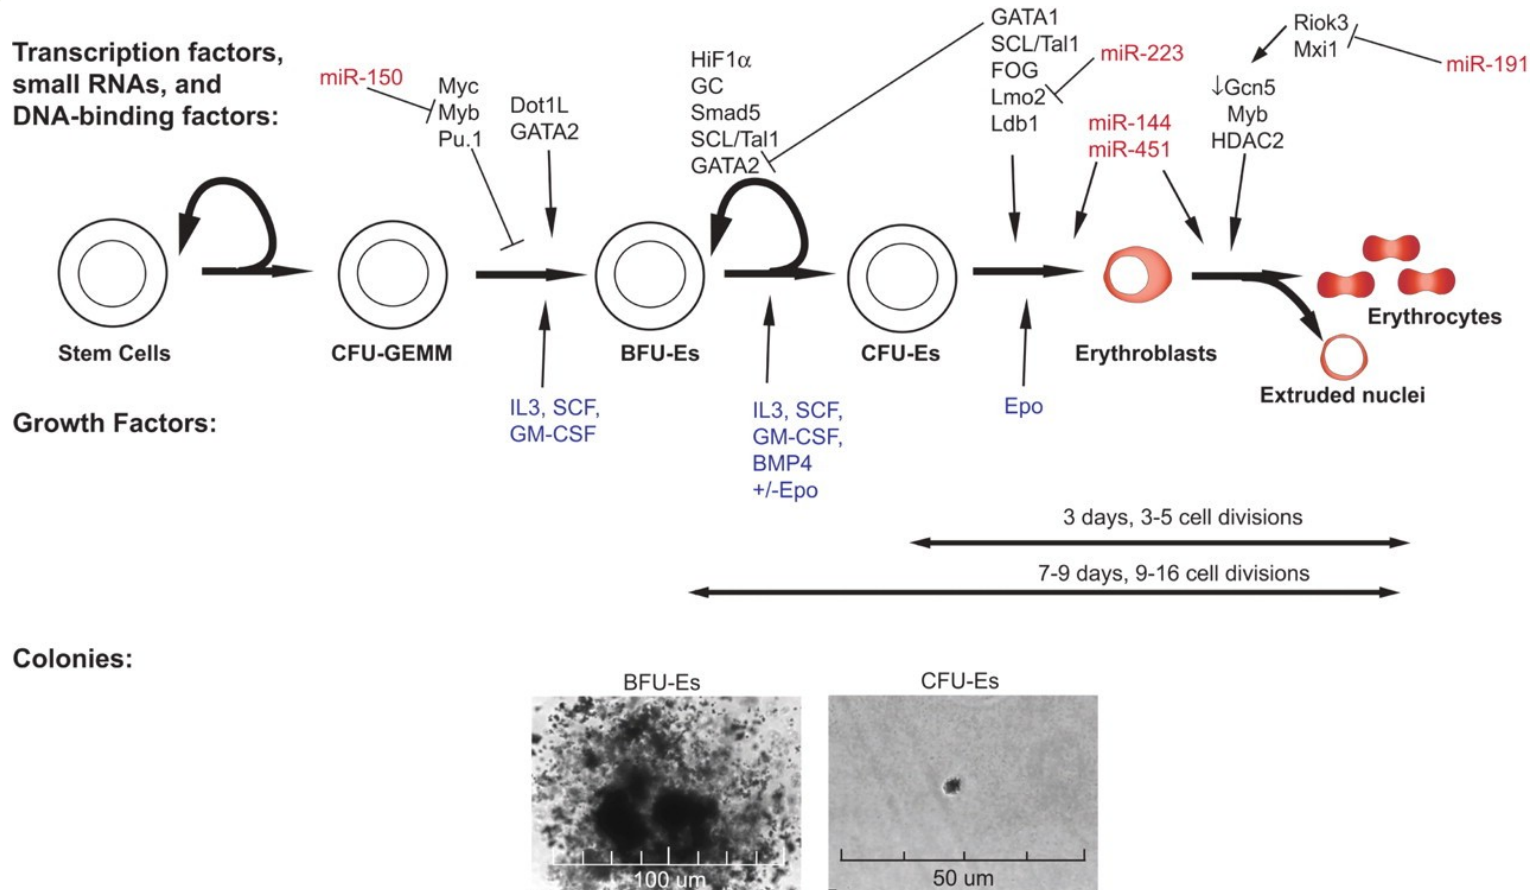 Transcription factors,
small RNAs, and
DNA-binding factors:
miR-150
Myc
Myb
Pu.1
Dot1L
GATA2
HiF1α
GC
Smad5
SCL/Tal1
GATA2
GATA1
SCL/Tal1
FOG
Lmo2
Ldb1
miR-223
miR-144
miR-451
Riok3
Mxi1
miR-191
↓Gcn5
Myb
HDAC2
Stem Cells
CFU-GEMM
BFU-Es
CFU-Es
Erythroblasts
Erythrocytes
Extruded nuclei
Growth Factors:
IL3, SCF,
GM-CSF
IL3, SCF,
GM-CSF,
BMP4
+/-Epo
Epo
3 days, 3-5 cell divisions
7-9 days, 9-16 cell divisions
Colonies:
BFU-Es
CFU-Es
100 um
50 um